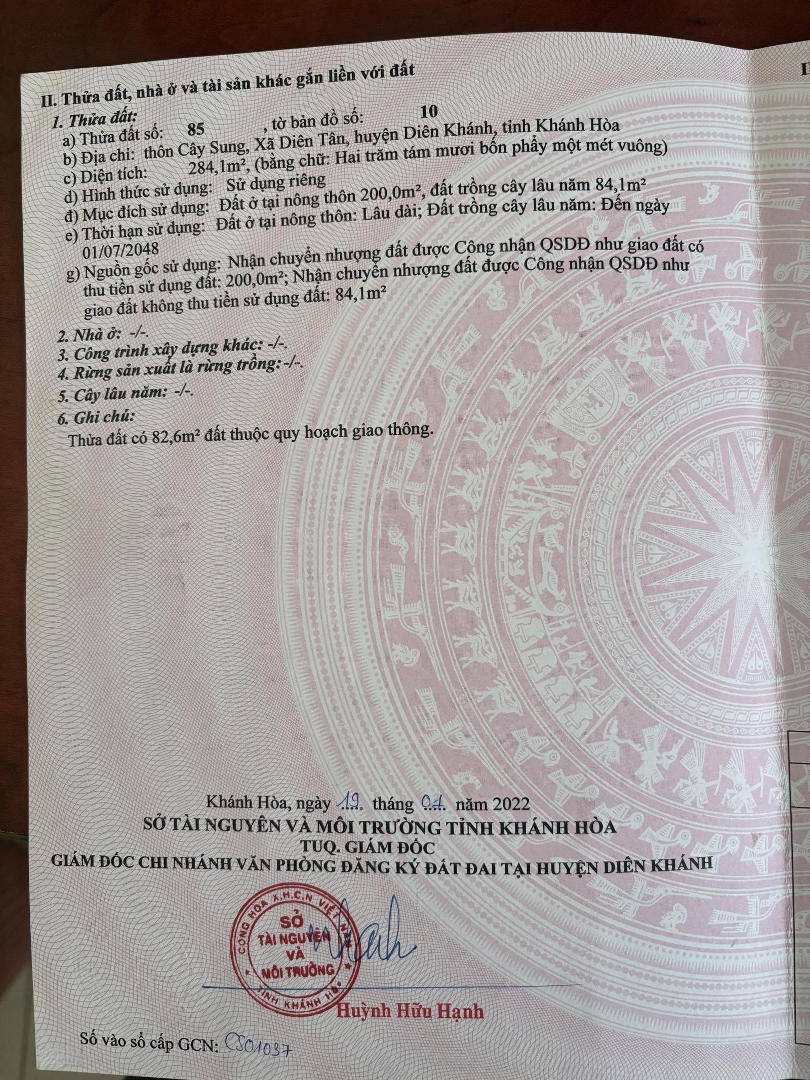 II. Thửa đất, nhà ở và tài sản khác gắn liền với đất
1. Thửa đất:
a) Thửa đất số: 85 , tờ bản đồ số: 10
b) Địa chỉ: thôn Cây Sung, Xã Diên Tân, huyện Diên Khánh, tỉnh Khánh Hòa
c) Diện tích: 284,1m², (bằng chữ: Hai trăm tám mươi bốn phẩy một mét vuông)
d) Hình thức sử dụng: Sử dụng riêng
đ) Mục đích sử dụng: Đất ở tại nông thôn 200,0m², đất trồng cây lâu năm 84,1m²
e) Thời hạn sử dụng: Đất ở tại nông thôn: Lâu dài; Đất trồng cây lâu năm: Đến ngày
01/07/2048
g) Nguồn gốc sử dụng: Nhận chuyển nhượng đất được Công nhận QSDĐ như giao đất có
thu tiền sử dụng đất: 200,0m²; Nhận chuyển nhượng đất được Công nhận QSDĐ như
giao đất không thu tiền sử dụng đất: 84,1m²
2. Nhà ở: -/-.
3. Công trình xây dựng khác: -/-.
4. Rừng sản xuất là rừng trồng: -/-.
5. Cây lâu năm: -/-.
6. Ghi chú:
Thửa đất có 82,6m² đất thuộc quy hoạch giao thông.
Khánh Hòa, ngày 19 tháng 01 năm 2022
SỞ TÀI NGUYÊN VÀ MÔI TRƯỜNG TỈNH KHÁNH HÒA
TUQ. GIÁM ĐỐC
GIÁM ĐỐC CHI NHÁNH VĂN PHÒNG ĐĂNG KÝ ĐẤT ĐAI TẠI HUYỆN DIÊN KHÁNH
CỘNG HÒA X.H.C.N VIỆT NAM
SỞ
TÀI NGUYÊN
VÀ
MÔI TRƯỜNG
TỈNH KHÁNH HÒA
Huỳnh Hữu Hạnh
Số vào sổ cấp GCN: CS01037